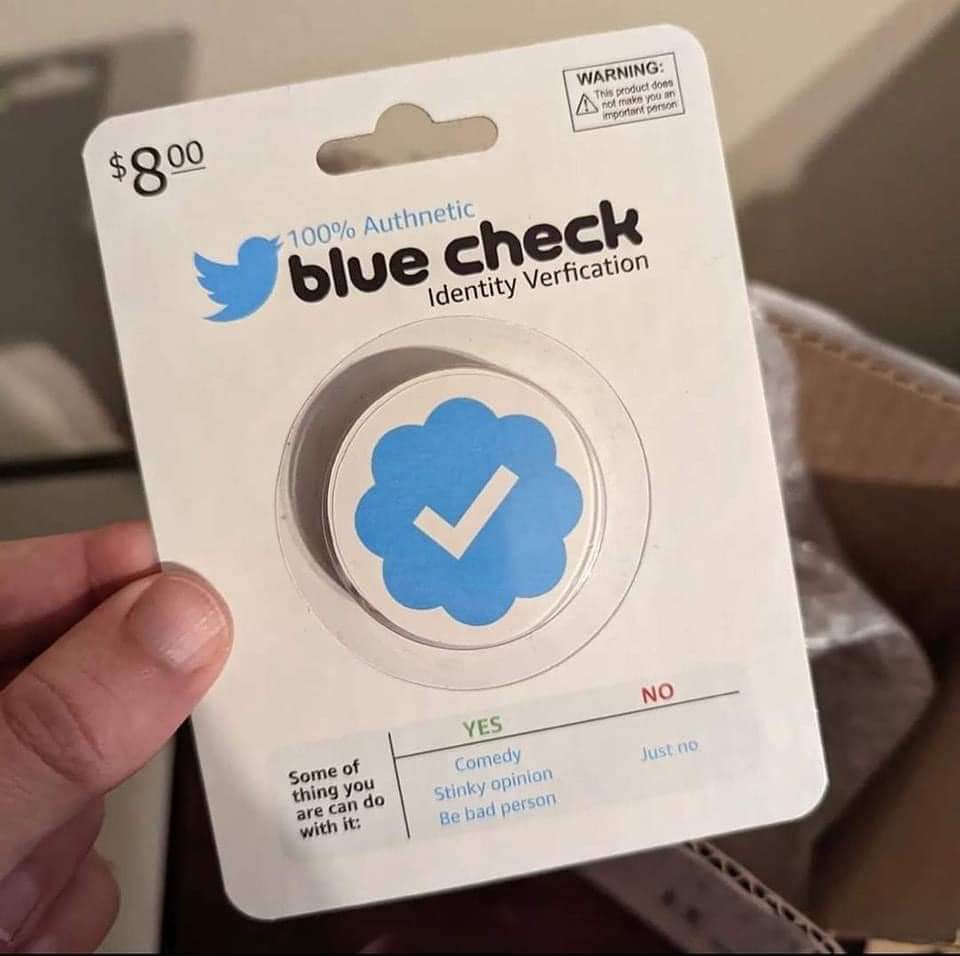 $8.00
WARNING:
This product does
not make you an
important person
100% Authnetic
blue check
Identity Verfication
YES
NO
Some of
thing you
are can do
with it:
Comedy
Stinky opinion
Be bad person
Just no